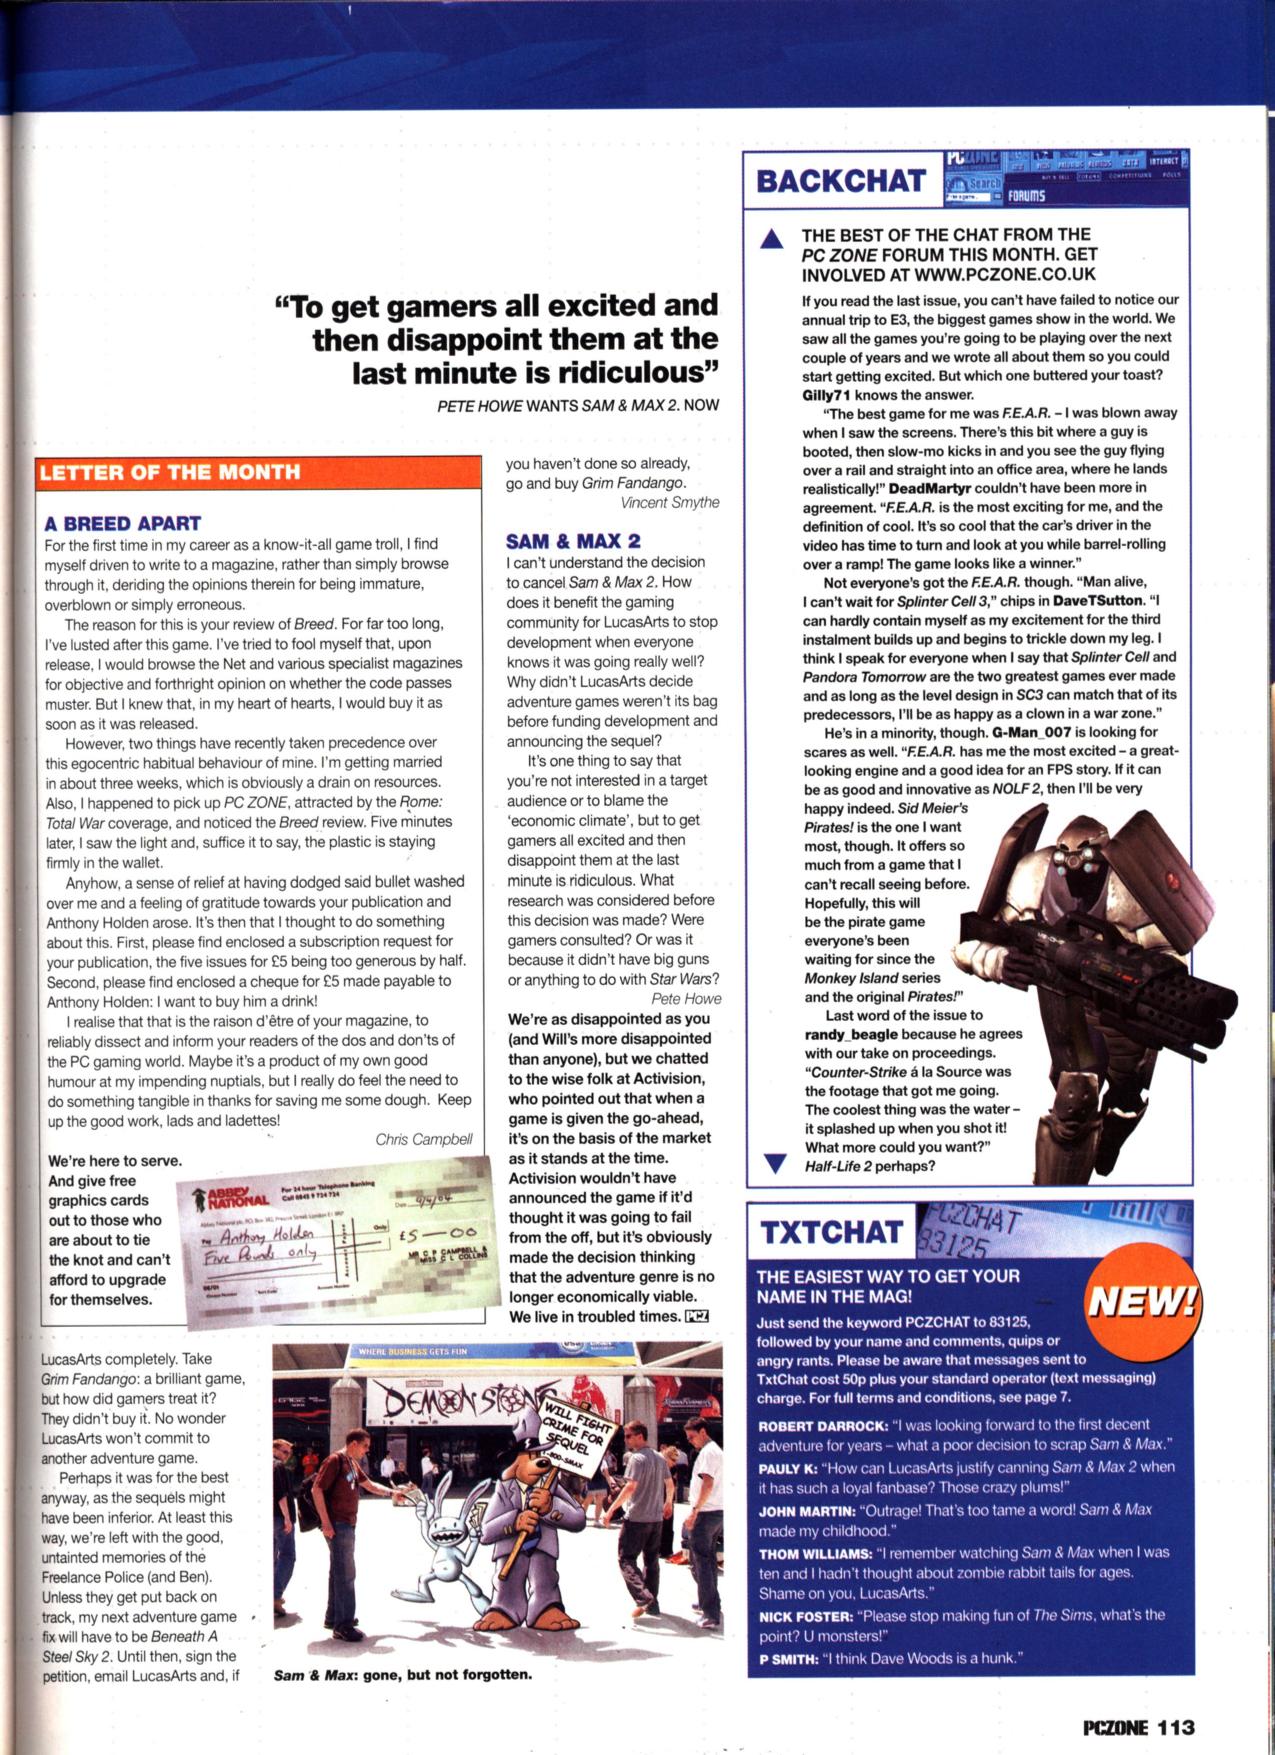 “To get gamers all excited and
then disappoint them at the
last minute is ridiculous”
PETE HOWE WANTS SAM & MAX 2. NOW
LETTER OF THE MONTH
A BREED APART
For the first time in my career as a know-it-all game troll, I find
myself driven to write to a magazine, rather than simply browse
through it, deriding the opinions therein for being immature,
overblown or simply erroneous.
The reason for this is your review of Breed. For far too long,
I've lusted after this game. I've tried to fool myself that, upon
release, I would browse the Net and various specialist magazines
for objective and forthright opinion on whether the code passes
muster. But I knew that, in my heart of hearts, I would buy it as
soon as it was released.
However, two things have recently taken precedence over
this egocentric habitual behaviour of mine. I'm getting married
in about three weeks, which is obviously a drain on resources.
Also, I happened to pick up PC ZONE, attracted by the Rome:
Total War coverage, and noticed the Breed review. Five minutes
later, I saw the light and, suffice it to say, the plastic is staying
firmly in the wallet.
Anyhow, a sense of relief at having dodged said bullet washed
over me and a feeling of gratitude towards your publication and
Anthony Holden arose. It's then that I thought to do something
about this. First, please find enclosed a subscription request for
your publication, the five issues for £5 being too generous by half.
Second, please find enclosed a cheque for £5 made payable to
Anthony Holden: I want to buy him a drink!
I realise that that is the raison d'être of your magazine, to
reliably dissect and inform your readers of the dos and don'ts of
the PC gaming world. Maybe it's a product of my own good
humour at my impending nuptials, but I really do feel the need to
do something tangible in thanks for saving me some dough. Keep
up the good work, lads and ladettes!
Chris Campbell
We're here to serve.
And give free
graphics cards
out to those who
are about to tie
the knot and can't
afford to upgrade
for themselves.
ABBEY
NATIONAL
For 24 hour Telephone Banking
Call 0845 9 724 724
Date 9/4/04
Pay Anthony Holden
Only
Five Pounds only
£5 — 00
Account Payee
MR C P CAMPBELL &
MISS C L COLLINS
LucasArts completely. Take
Grim Fandango: a brilliant game,
but how did gamers treat it?
They didn't buy it. No wonder
LucasArts won't commit to
another adventure game.
Perhaps it was for the best
anyway, as the sequels might
have been inferior. At least this
way, we're left with the good,
untainted memories of the
Freelance Police (and Ben).
Unless they get put back on
track, my next adventure game
fix will have to be Beneath A
Steel Sky 2. Until then, sign the
petition, email LucasArts and, if
you haven't done so already,
go and buy Grim Fandango.
Vincent Smythe
SAM & MAX 2
I can't understand the decision
to cancel Sam & Max 2. How
does it benefit the gaming
community for LucasArts to stop
development when everyone
knows it was going really well?
Why didn't LucasArts decide
adventure games weren't its bag
before funding development and
announcing the sequel?
It's one thing to say that
you're not interested in a target
audience or to blame the
‘economic climate’, but to get
gamers all excited and then
disappoint them at the last
minute is ridiculous. What
research was considered before
this decision was made? Were
gamers consulted? Or was it
because it didn't have big guns
or anything to do with Star Wars?
Pete Howe
We're as disappointed as you
(and Will's more disappointed
than anyone), but we chatted
to the wise folk at Activision,
who pointed out that when a
game is given the go-ahead,
it's on the basis of the market
as it stands at the time.
Activision wouldn't have
announced the game if it'd
thought it was going to fail
from the off, but it's obviously
made the decision thinking
that the adventure genre is no
longer economically viable.
We live in troubled times. PCZ
WHERE BUSINESS GETS FUN
DEMON STONE
WILL FIGHT
CRIME FOR
SEQUEL
1-800-SMAX
Sam & Max: gone, but not forgotten.
BACKCHAT
PCZONE
Search
INTERACT
FORUMS
COMPETITIONS
POLLS
FORUMS
THE BEST OF THE CHAT FROM THE
PC ZONE FORUM THIS MONTH. GET
INVOLVED AT WWW.PCZONE.CO.UK
If you read the last issue, you can't have failed to notice our
annual trip to E3, the biggest games show in the world. We
saw all the games you're going to be playing over the next
couple of years and we wrote all about them so you could
start getting excited. But which one buttered your toast?
Gilly71 knows the answer.
“The best game for me was F.E.A.R. – I was blown away
when I saw the screens. There's this bit where a guy is
booted, then slow-mo kicks in and you see the guy flying
over a rail and straight into an office area, where he lands
realistically!” DeadMartyr couldn't have been more in
agreement. “F.E.A.R. is the most exciting for me, and the
definition of cool. It's so cool that the car's driver in the
video has time to turn and look at you while barrel-rolling
over a ramp! The game looks like a winner.”
Not everyone's got the F.E.A.R. though. “Man alive,
I can't wait for Splinter Cell 3,” chips in DaveTSutton. “I
can hardly contain myself as my excitement for the third
instalment builds up and begins to trickle down my leg. I
think I speak for everyone when I say that Splinter Cell and
Pandora Tomorrow are the two greatest games ever made
and as long as the level design in SC3 can match that of its
predecessors, I'll be as happy as a clown in a war zone.”
He's in a minority, though. G-Man_007 is looking for
scares as well. “F.E.A.R. has me the most excited – a great-
looking engine and a good idea for an FPS story. If it can
be as good and innovative as NOLF 2, then I'll be very
happy indeed. Sid Meier's
Pirates! is the one I want
most, though. It offers so
much from a game that I
can't recall seeing before.
Hopefully, this will
be the pirate game
everyone's been
waiting for since the
Monkey Island series
and the original Pirates!”
Last word of the issue to
randy_beagle because he agrees
with our take on proceedings.
“Counter-Strike á la Source was
the footage that got me going.
The coolest thing was the water –
it splashed up when you shot it!
What more could you want?”
Half-Life 2 perhaps?
TXTCHAT
PCZCHAT
83125
THE EASIEST WAY TO GET YOUR
NAME IN THE MAG!
NEW!
Just send the keyword PCZCHAT to 83125,
followed by your name and comments, quips or
angry rants. Please be aware that messages sent to
TxtChat cost 50p plus your standard operator (text messaging)
charge. For full terms and conditions, see page 7.
ROBERT DARROCK: “I was looking forward to the first decent
adventure for years – what a poor decision to scrap Sam & Max.”
PAULY K: “How can LucasArts justify canning Sam & Max 2 when
it has such a loyal fanbase? Those crazy plums!”
JOHN MARTIN: “Outrage! That's too tame a word! Sam & Max
made my childhood.”
THOM WILLIAMS: “I remember watching Sam & Max when I was
ten and I hadn't thought about zombie rabbit tails for ages.
Shame on you, LucasArts.”
NICK FOSTER: “Please stop making fun of The Sims, what's the
point? U monsters!”
P SMITH: “I think Dave Woods is a hunk.”
PCZONE 113